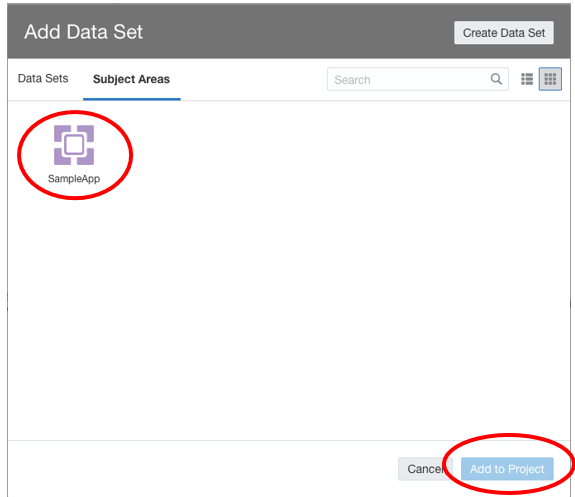 Add Data Set
Create Data Set
Data Sets
Subject Areas
Search
SampleApp
Cancel
Add to Project